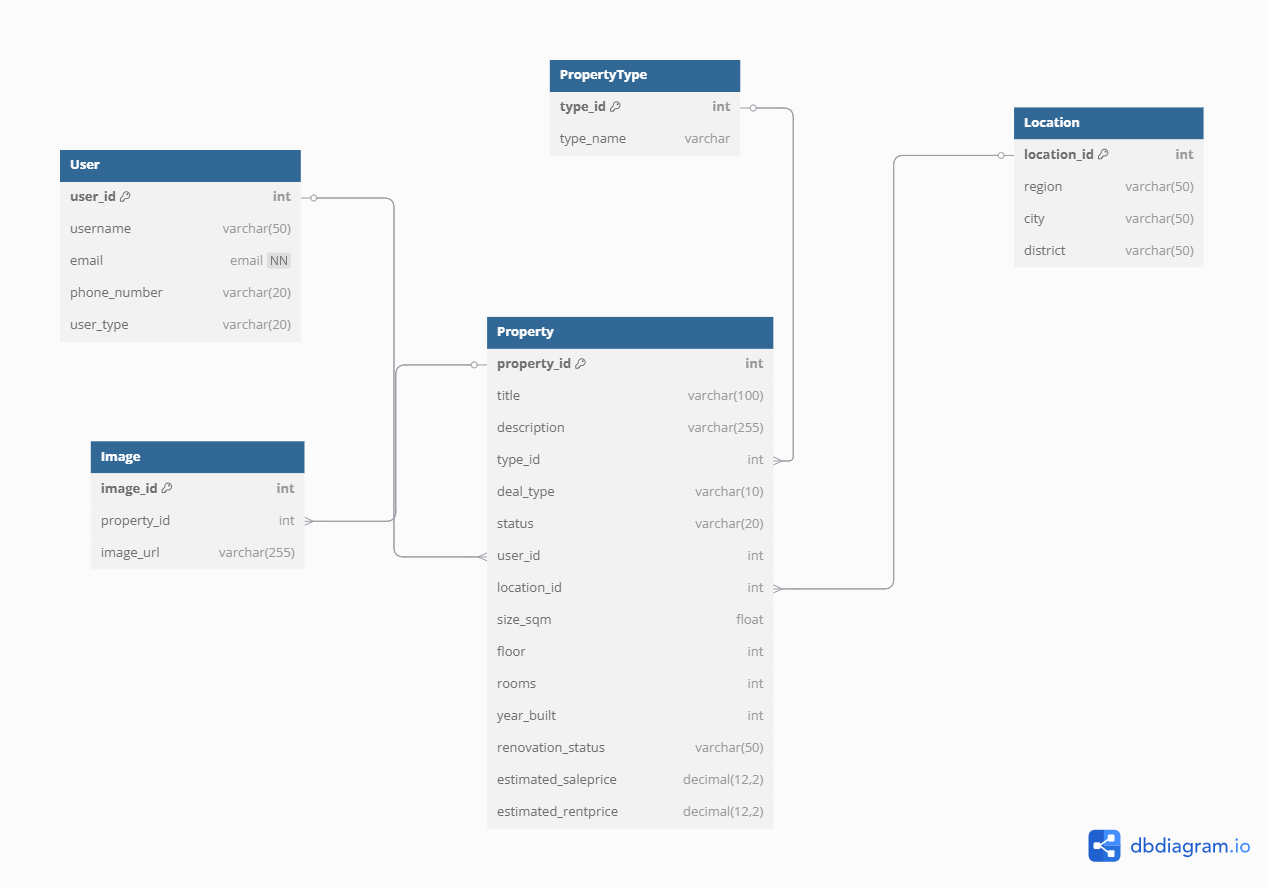 PropertyType
type_id int
type_name varchar
Location
location_id int
region varchar(50)
city varchar(50)
district varchar(50)
User
user_id int
username varchar(50)
email email NN
phone_number varchar(20)
user_type varchar(20)
Property
property_id int
title varchar(100)
description varchar(255)
type_id int
deal_type varchar(10)
status varchar(20)
user_id int
location_id int
size_sqm float
floor int
rooms int
year_built int
renovation_status varchar(50)
estimated_saleprice decimal(12,2)
estimated_rentprice decimal(12,2)
Image
image_id int
property_id int
image_url varchar(255)
dbdiagram.io